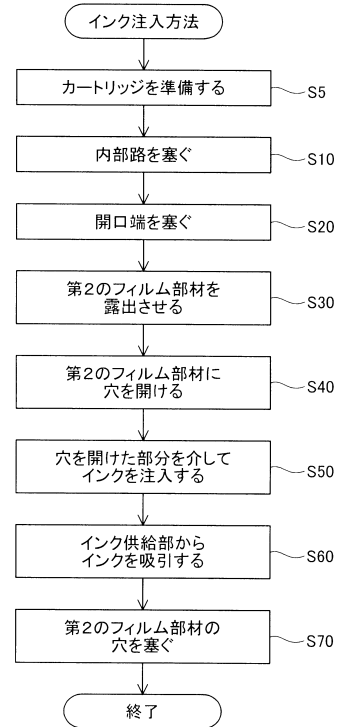 インク注入方法
カートリッジを準備する
S5
内部路を塞ぐ
S10
開口端を塞ぐ
S20
第2のフィルム部材を
露出させる
S30
第2のフィルム部材に
穴を開ける
S40
穴を開けた部分を介して
インクを注入する
S50
インク供給部から
インクを吸引する
S60
第2のフィルム部材の
穴を塞ぐ
S70
終了